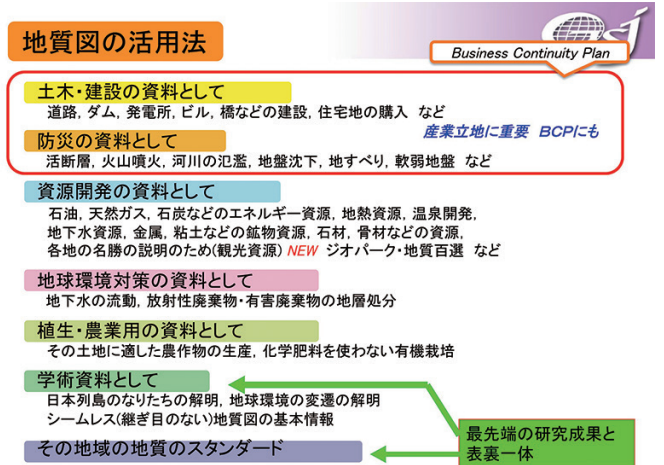 地質図の活用法
Business Continuity Plan
土木・建設の資料として
道路, ダム, 発電所, ビル, 橋などの建設, 住宅地の購入 など
産業立地に重要 BCPにも
防災の資料として
活断層, 火山噴火, 河川の氾濫, 地盤沈下, 地すべり, 軟弱地盤 など
資源開発の資料として
石油, 天然ガス, 石炭などのエネルギー資源, 地熱資源, 温泉開発,
地下水資源, 金属, 粘土などの鉱物資源, 石材, 骨材などの資源,
各地の名勝の説明のため(観光資源) NEW ジオパーク・地質百選 など
地球環境対策の資料として
地下水の流動, 放射性廃棄物・有害廃棄物の地層処分
植生・農業用の資料として
その土地に適した農作物の生産, 化学肥料を使わない有機栽培
学術資料として
日本列島のなりたちの解明, 地球環境の変遷の解明
シームレス(継ぎ目のない)地質図の基本情報
その地域の地質のスタンダード
最先端の研究成果と
表裏一体